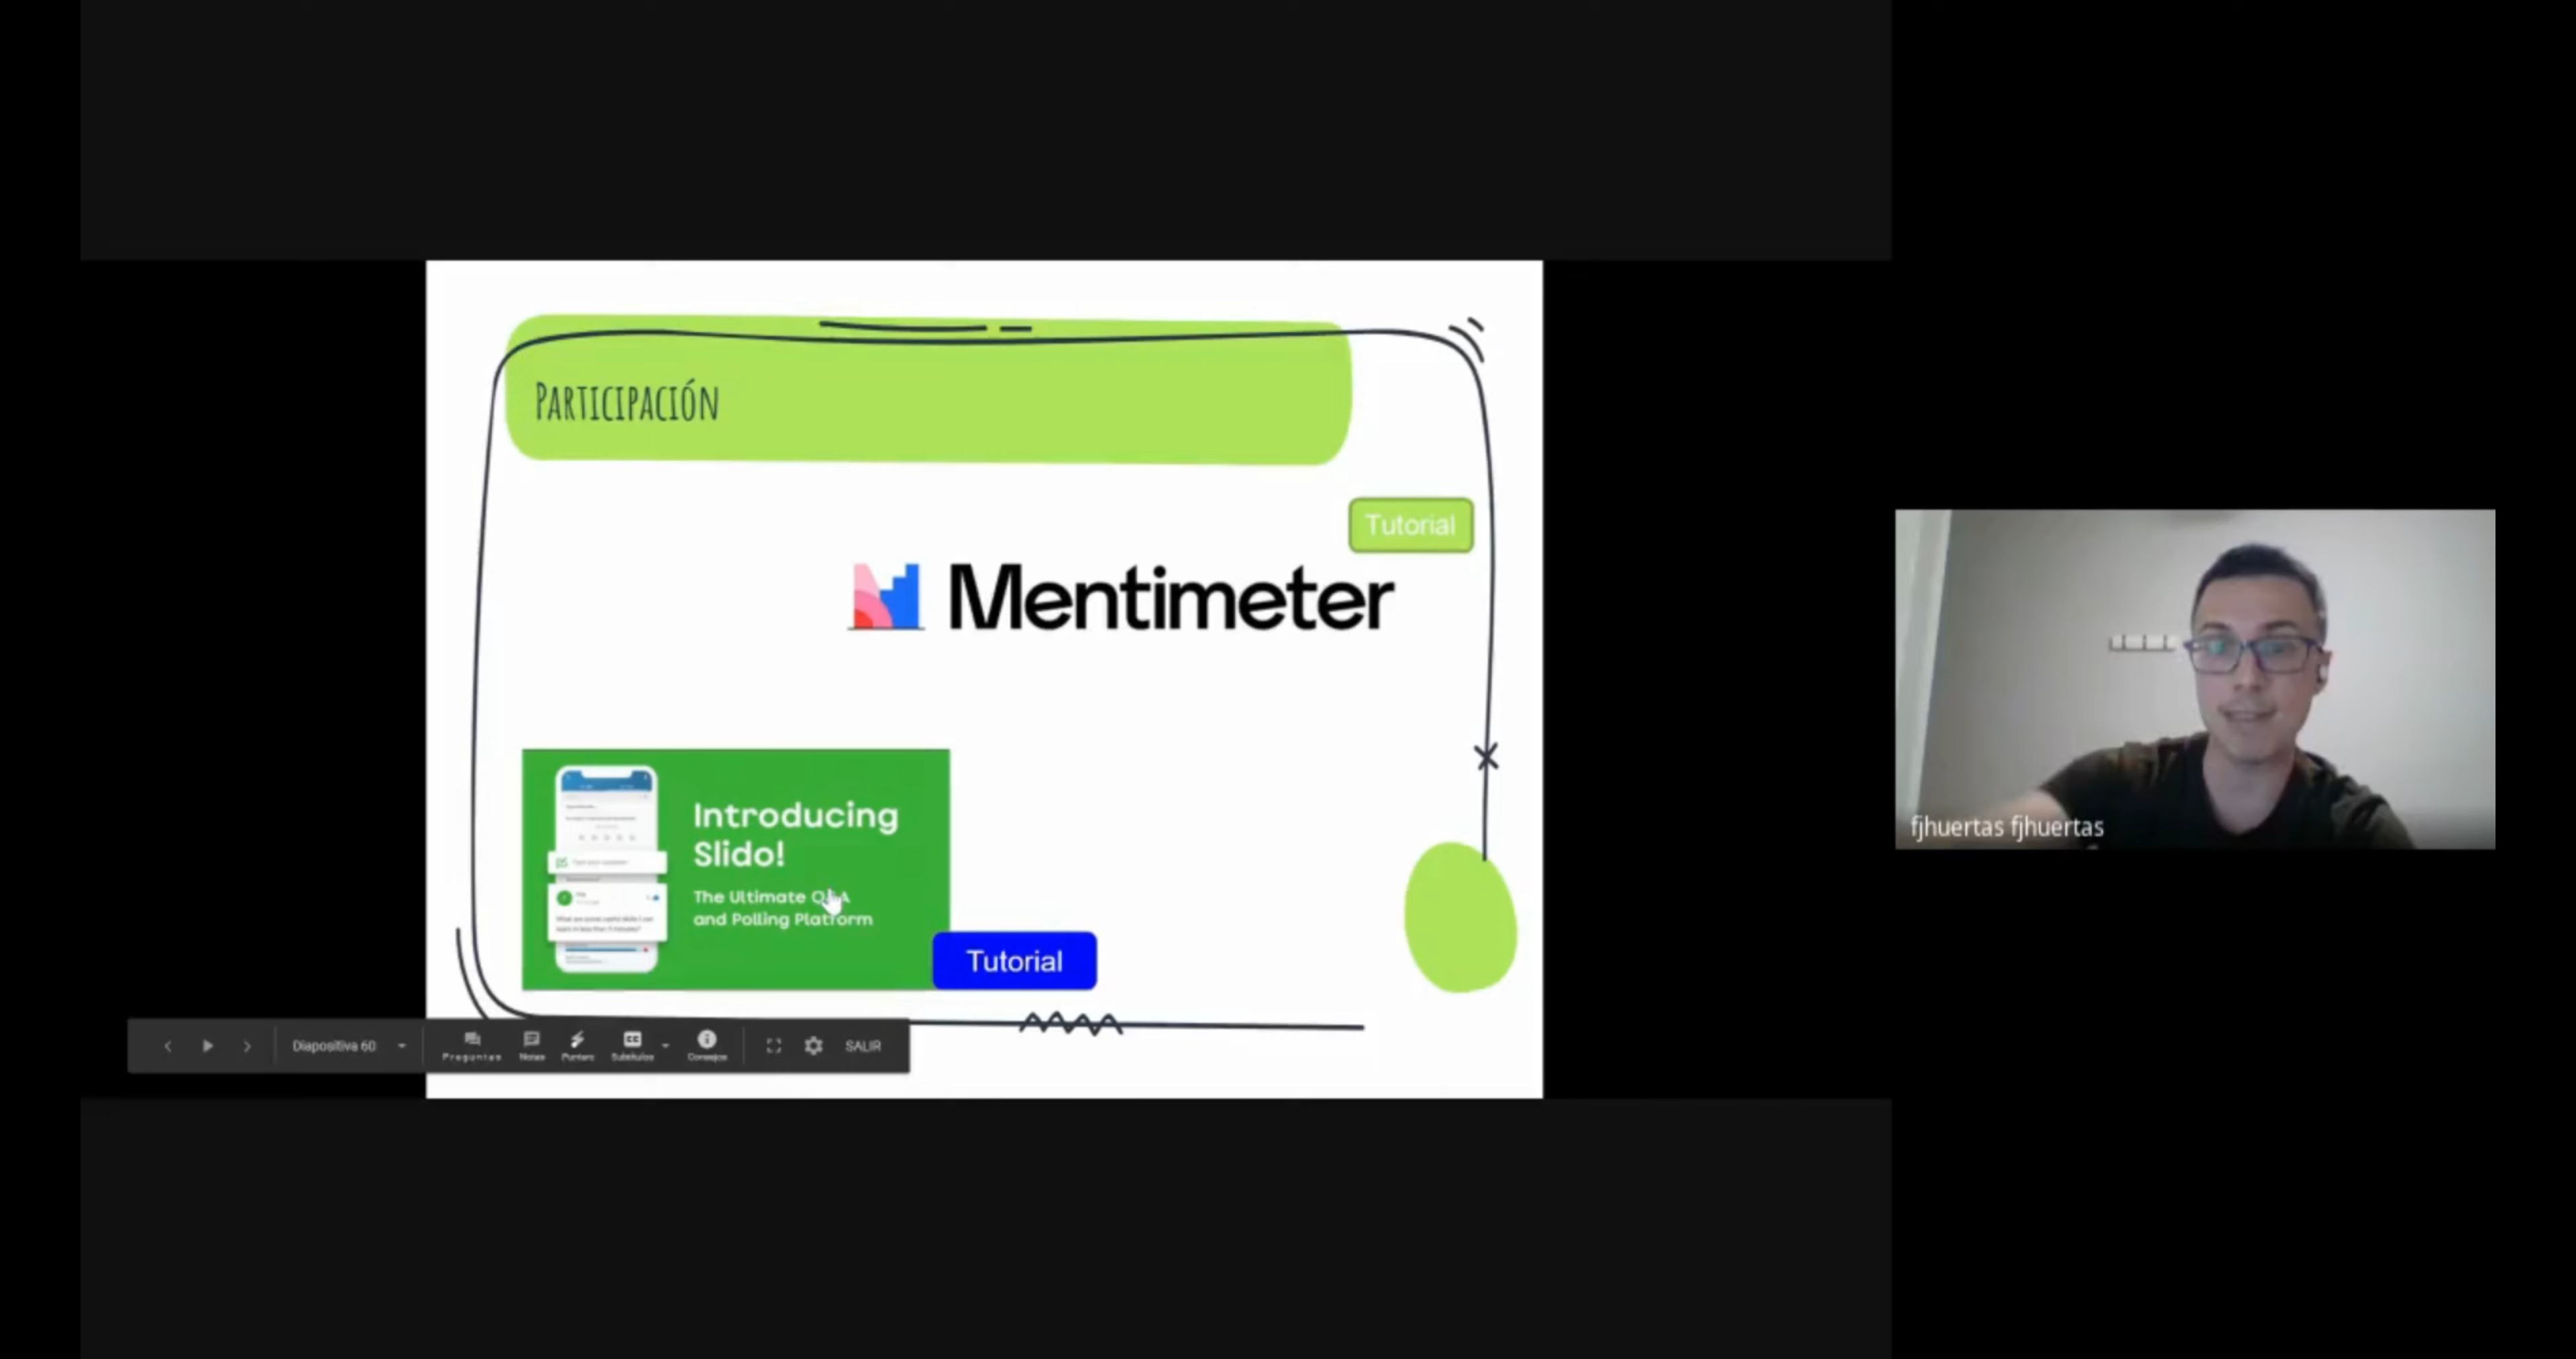 Participación
Tutorial
Mentimeter
Introducing
Slido!
The Ultimate Q&A
and Polling Platform
Tutorial
Diapositiva 60
Preguntas
Notas
Puntero
Subtítulos
Consejos
SALIR
fjhuertas fjhuertas